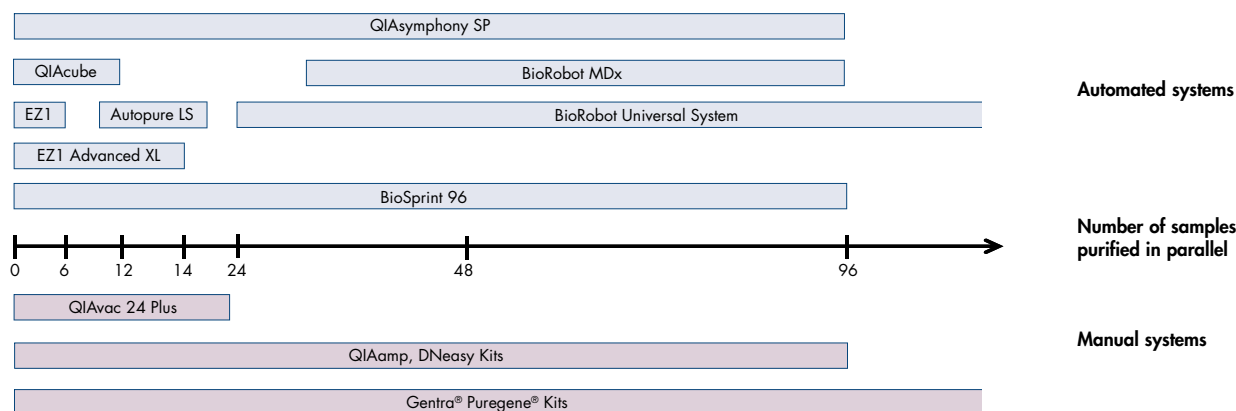 QIAsymphony SP
QIAcube
BioRobot MDx
Automated systems
EZ1
Autopure LS
BioRobot Universal System
EZ1 Advanced XL
BioSprint 96
Number of samples
purified in parallel
0 6 12 14 24 48 96
QIAvac 24 Plus
Manual systems
QIAamp, DNeasy Kits
Gentra® Puregene® Kits